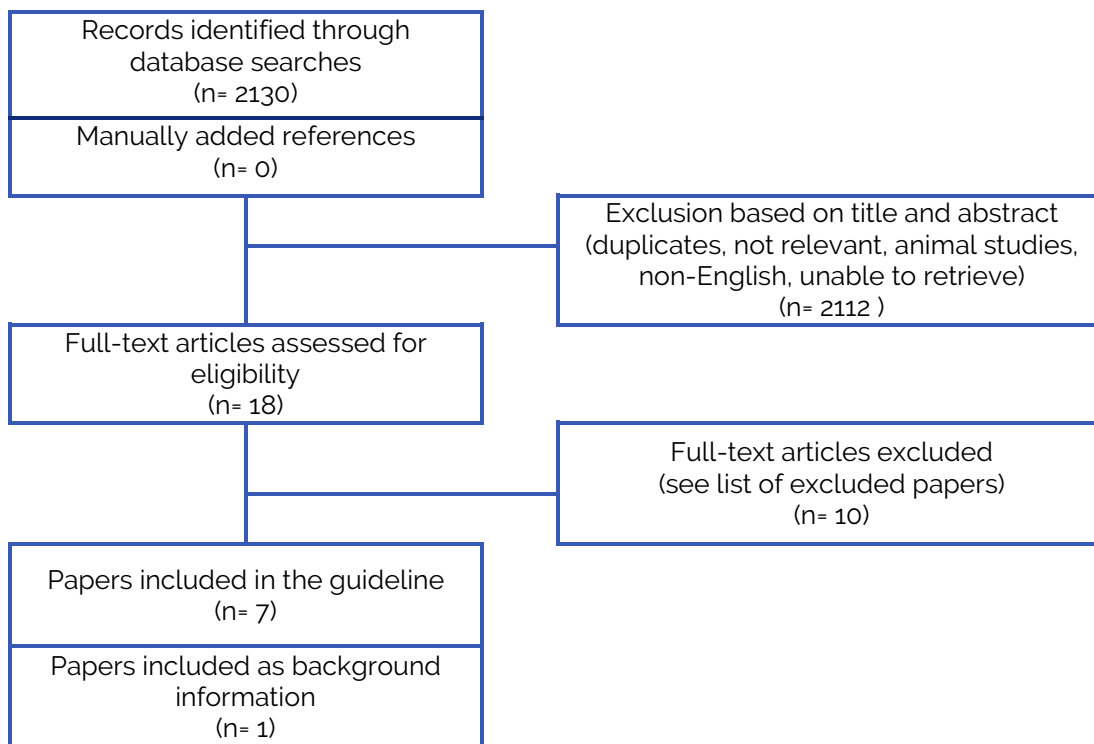 Records identified through
database searches
(n= 2130)
Manually added references
(n= 0)
Exclusion based on title and abstract
(duplicates, not relevant, animal studies,
non-English, unable to retrieve)
(n= 2112 )
Full-text articles assessed for
eligibility
(n= 18)
Full-text articles excluded
(see list of excluded papers)
(n= 10)
Papers included in the guideline
(n= 7)
Papers included as background
information
(n= 1)